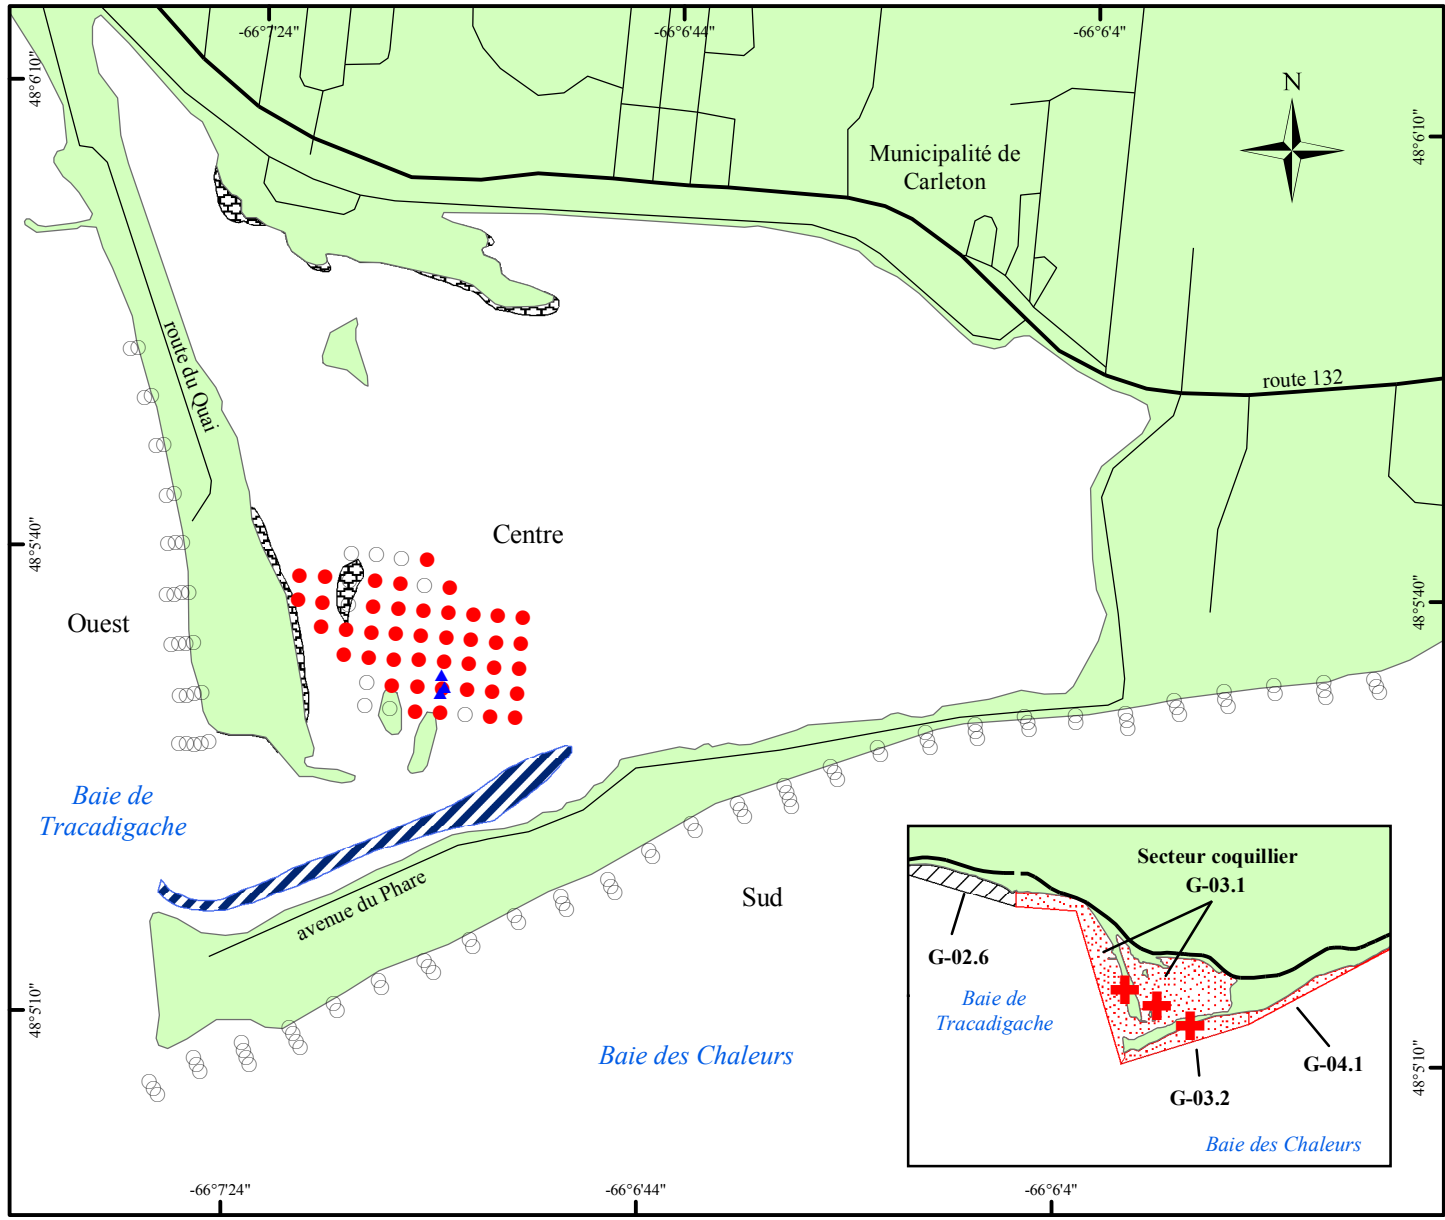 -66°7'24"
-66°6'44"
-66°6'4"
48°6'10"
48°6'10"
N
Municipalité de
Carleton
route du Quai
route 132
48°5'40"
Centre
48°5'40"
Ouest
Baie de
Tracadigache
avenue du Phare
Sud
Secteur coquillier
G-03.1
G-02.6
Baie de
Tracadigache
G-04.1
G-03.2
Baie des Chaleurs
48°5'10"
Baie des Chaleurs
48°5'10"
-66°7'24"
-66°6'44"
-66°6'4"